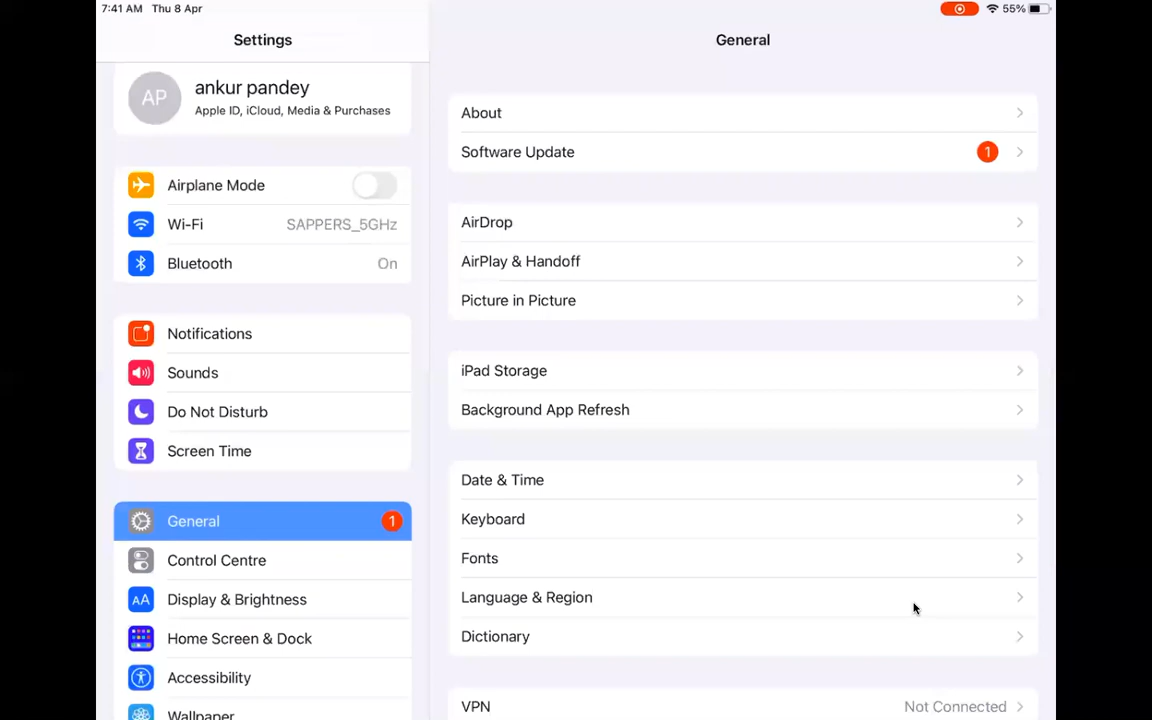 7:41 AM Thu 8 Apr
55%
Settings
General
AP
ankur pandey
Apple ID, iCloud, Media & Purchases
Airplane Mode
Wi-Fi SAPPERS_5GHz
Bluetooth On
Notifications
Sounds
Do Not Disturb
Screen Time
General 1
Control Centre
AA Display & Brightness
Home Screen & Dock
Accessibility
Wallpaper
About
Software Update 1
AirDrop
AirPlay & Handoff
Picture in Picture
iPad Storage
Background App Refresh
Date & Time
Keyboard
Fonts
Language & Region
Dictionary
VPN Not Connected